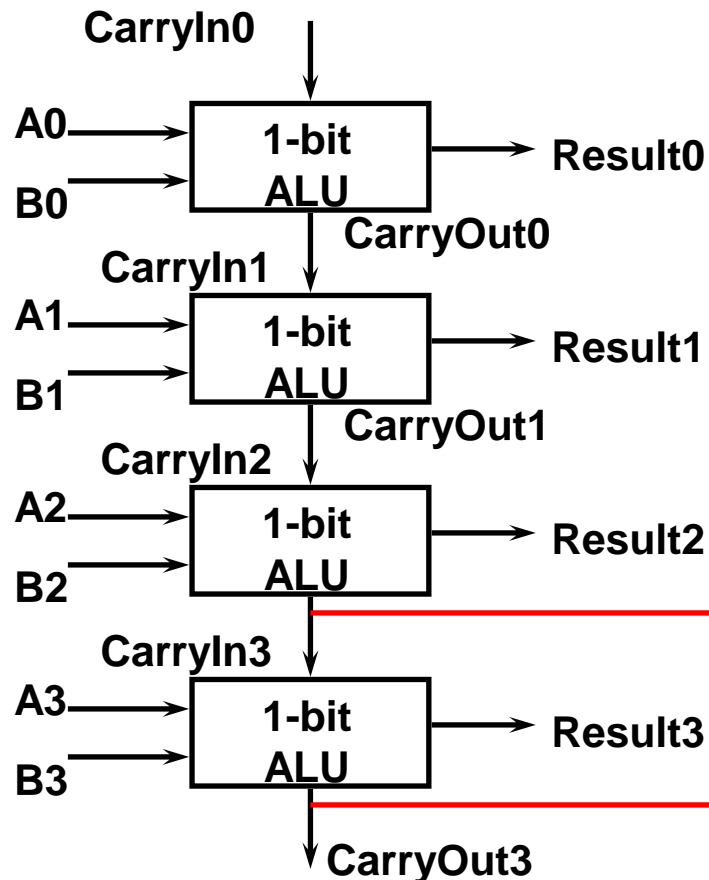 CarryIn0
A0
1-bit
ALU
Result0
B0
CarryOut0
CarryIn1
A1
1-bit
ALU
Result1
B1
CarryOut1
CarryIn2
A2
1-bit
ALU
Result2
B2
CarryIn3
A3
1-bit
ALU
Result3
B3
CarryOut3